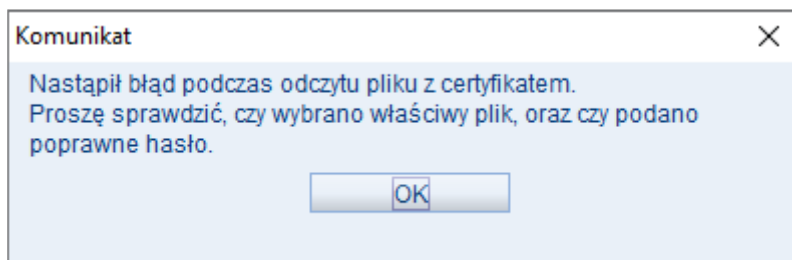 Komunikat
Nastąpił błąd podczas odczytu pliku z certyfikatem.
Proszę sprawdzić, czy wybrano właściwy plik, oraz czy podano
poprawne hasło.
OK